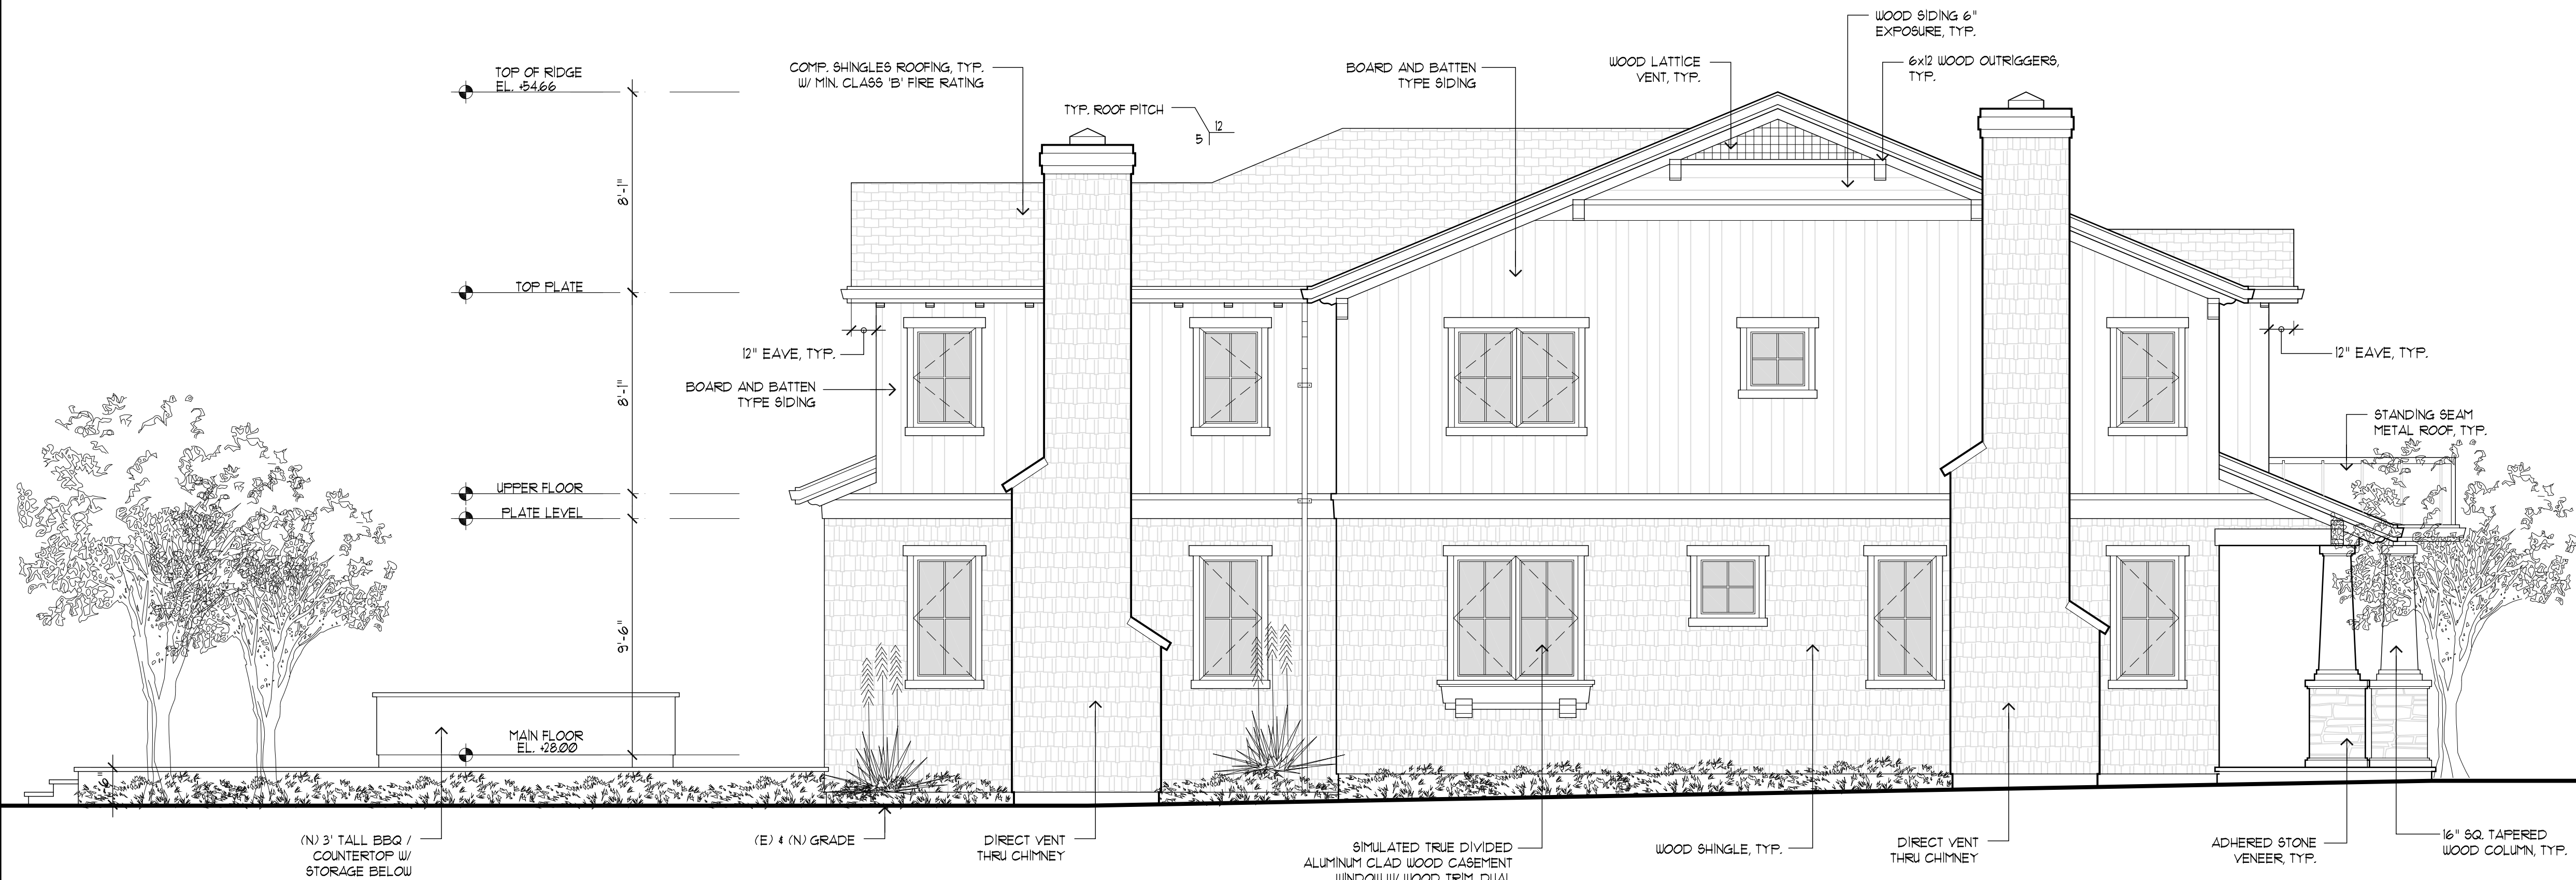 WOOD SIDING 6"
EXPOSURE, TYP.
TOP OF RIDGE
EL. +54.66
COMP. SHINGLES ROOFING, TYP.
W/ MIN. CLASS 'B' FIRE RATING
BOARD AND BATTEN
TYPE SIDING
WOOD LATTICE
VENT, TYP.
6x12 WOOD OUTRIGGERS,
TYP.
TYP. ROOF PITCH
12
5
8'-1"
TOP PLATE
12" EAVE, TYP.
12" EAVE, TYP.
BOARD AND BATTEN
TYPE SIDING
8'-1"
STANDING SEAM
METAL ROOF, TYP.
UPPER FLOOR
PLATE LEVEL
9'-6"
MAIN FLOOR
EL. +28.00
(N) 3' TALL BBQ /
COUNTERTOP W/
STORAGE BELOW
(E) & (N) GRADE
DIRECT VENT
THRU CHIMNEY
SIMULATED TRUE DIVIDED
ALUMINUM CLAD WOOD CASEMENT
WINDOW W/ WOOD TRIM, DUAL
WOOD SHINGLE, TYP.
DIRECT VENT
THRU CHIMNEY
ADHERED STONE
VENEER, TYP.
16" SQ. TAPERED
WOOD COLUMN, TYP.